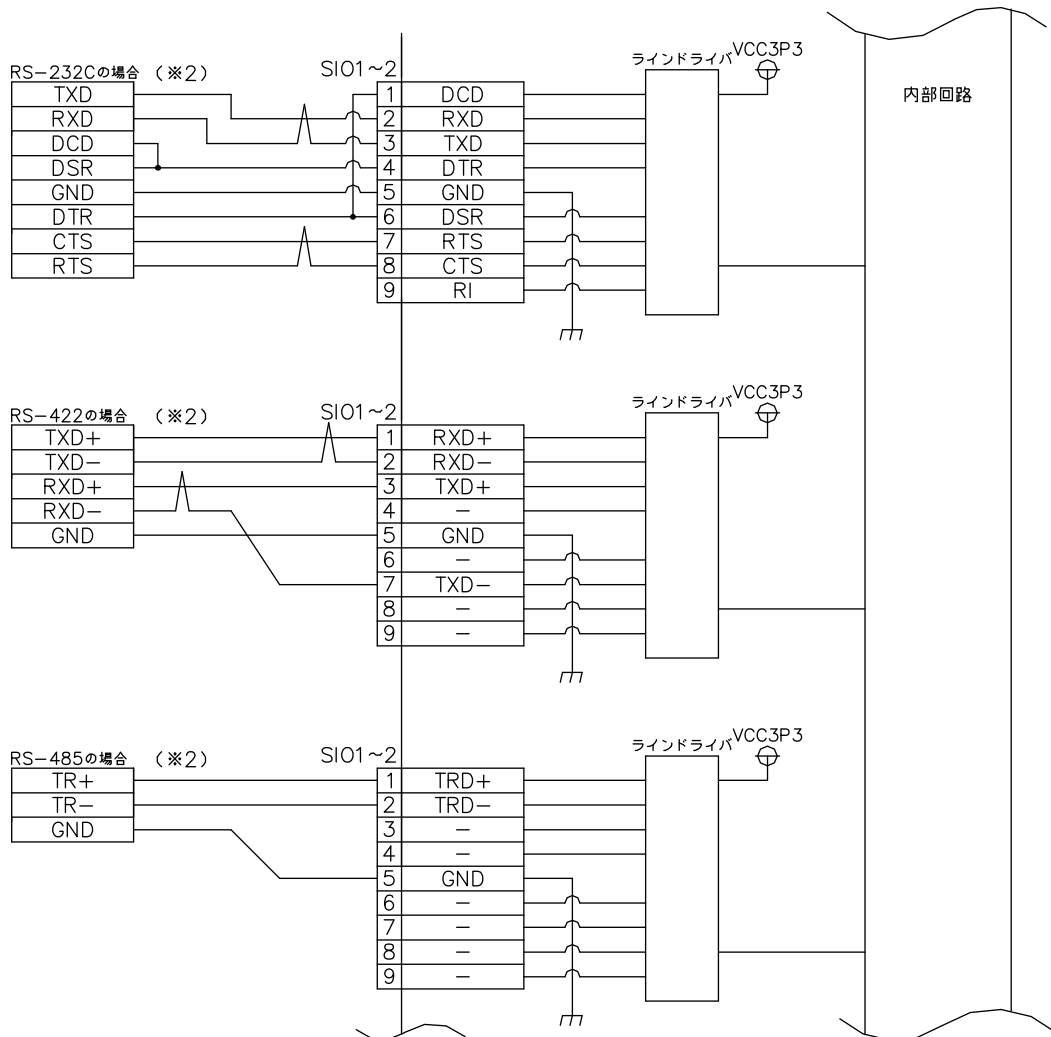 RS-232Cの場合 (※2)
SIO1~2
ラインドライバ
VCC3P3
内部回路
TXD
RXD
DCD
DSR
GND
DTR
CTS
RTS
1 DCD
2 RXD
3 TXD
4 DTR
5 GND
6 DSR
7 RTS
8 CTS
9 RI
RS-422の場合 (※2)
SIO1~2
ラインドライバ
VCC3P3
TXD+
TXD-
RXD+
RXD-
GND
1 RXD+
2 RXD-
3 TXD+
4 -
5 GND
6 -
7 TXD-
8 -
9 -
RS-485の場合 (※2)
SIO1~2
ラインドライバ
VCC3P3
TR+
TR-
GND
1 TRD+
2 TRD-
3 -
4 -
5 GND
6 -
7 -
8 -
9 -